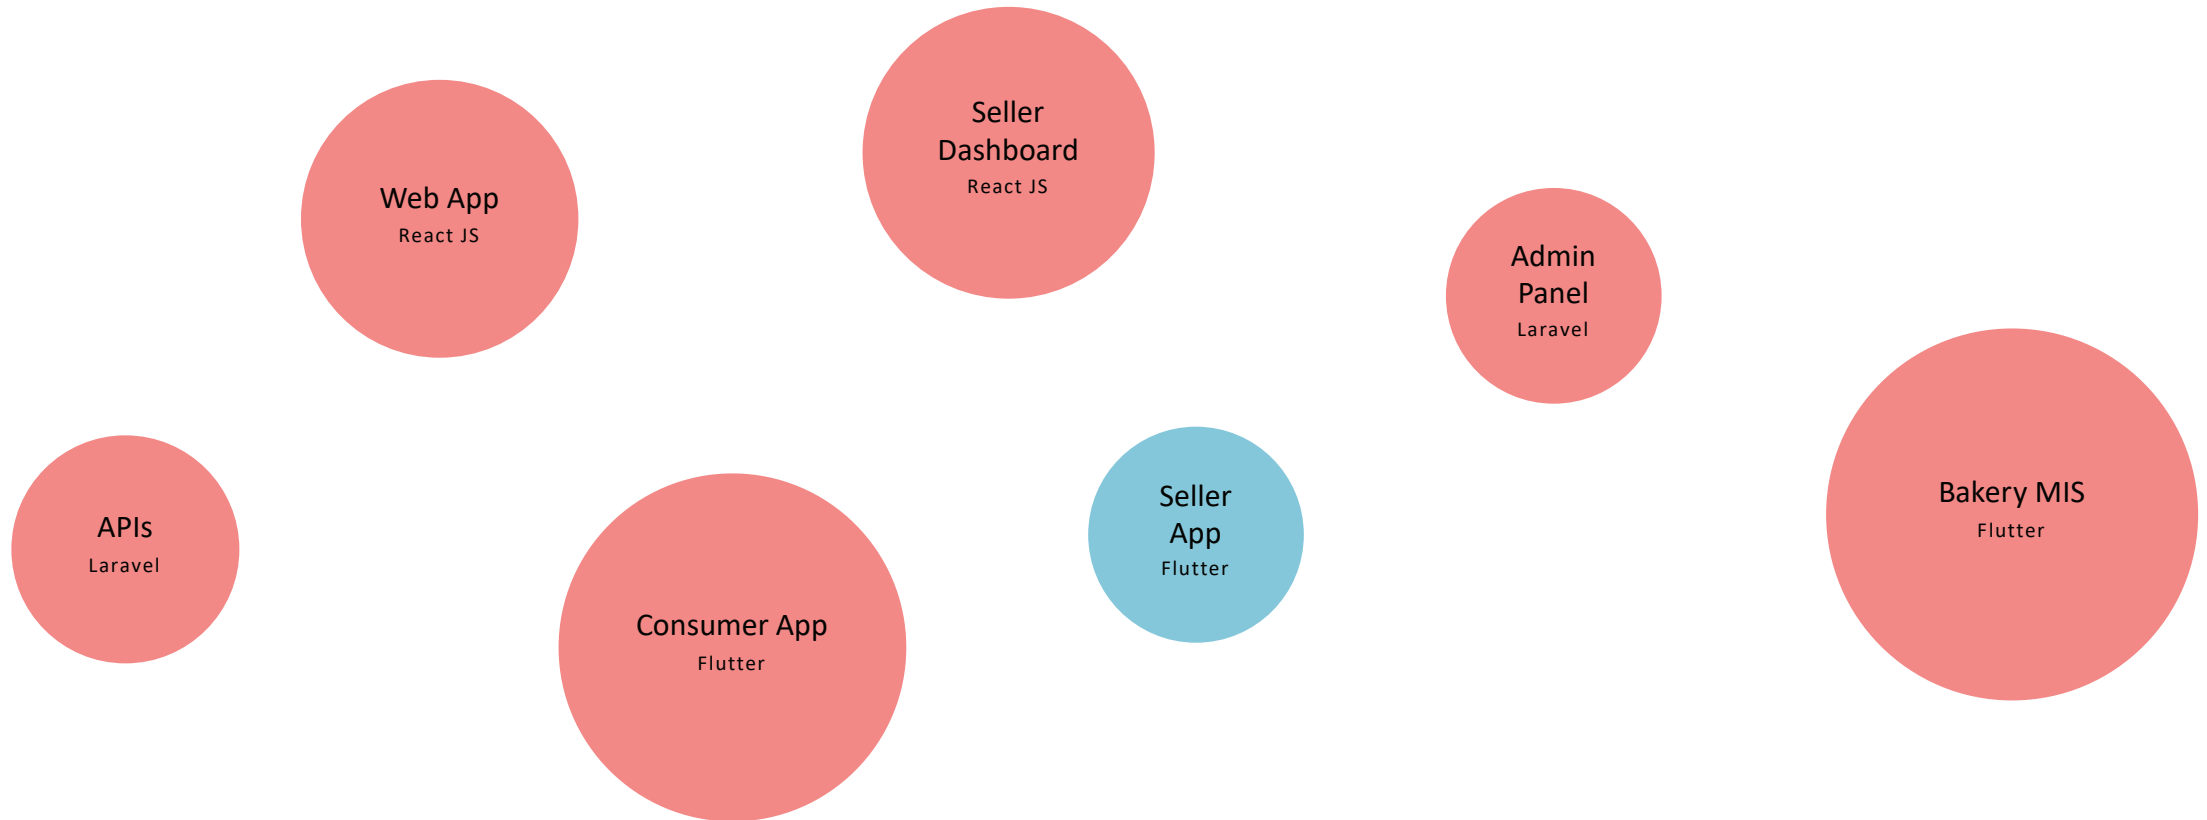 Seller
Dashboard
React JS
Web App
React JS
Admin
Panel
Laravel
Bakery MIS
Flutter
Seller
App
Flutter
APIs
Laravel
Consumer App
Flutter